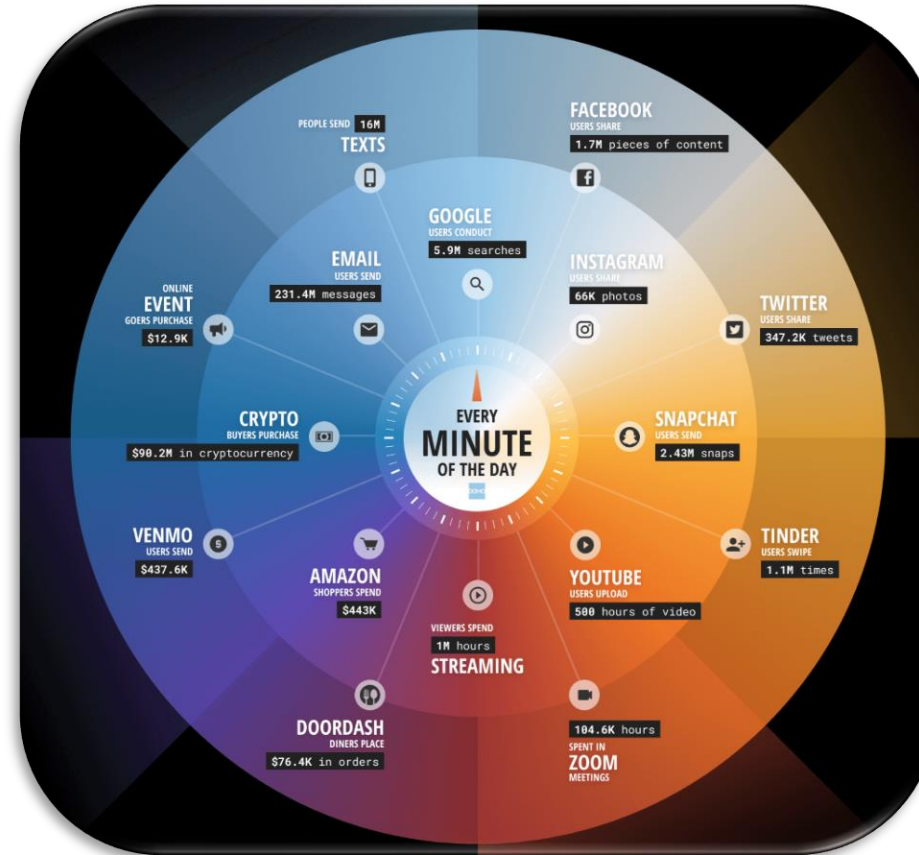 PEOPLE SEND 16M
TEXTS
FACEBOOK
USERS SHARE
1.7M pieces of content
GOOGLE
USERS CONDUCT
5.9M searches
EMAIL
USERS SEND
231.4M messages
INSTAGRAM
USERS SHARE
66K photos
ONLINE
EVENT
GOERS PURCHASE
$12.9K
TWITTER
USERS SHARE
347.2K tweets
CRYPTO
BUYERS PURCHASE
$90.2M in cryptocurrency
EVERY
MINUTE
OF THE DAY
DOMO
SNAPCHAT
USERS SEND
2.43M snaps
VENMO
USERS SEND
$437.6K
AMAZON
SHOPPERS SPEND
$443K
VIEWERS SPEND
1M hours
STREAMING
YOUTUBE
USERS UPLOAD
500 hours of video
TINDER
USERS SWIPE
1.1M times
DOORDASH
DINERS PLACE
$76.4K in orders
104.6K hours
SPENT IN
ZOOM
MEETINGS